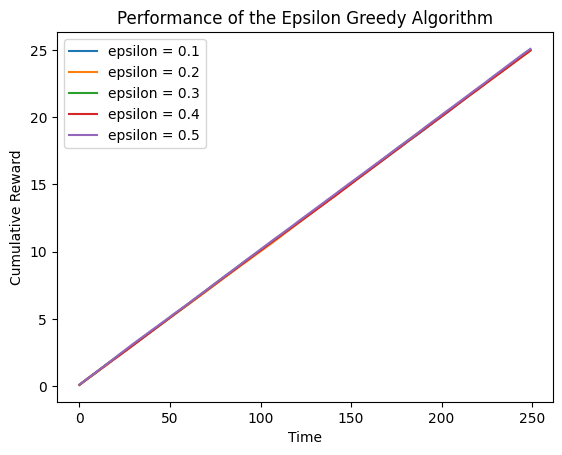 Performance of the Epsilon Greedy Algorithm
epsilon = 0.1
epsilon = 0.2
epsilon = 0.3
epsilon = 0.4
epsilon = 0.5
Cumulative Reward
25
20
15
10
5
0
0 50 100 150 200 250
Time